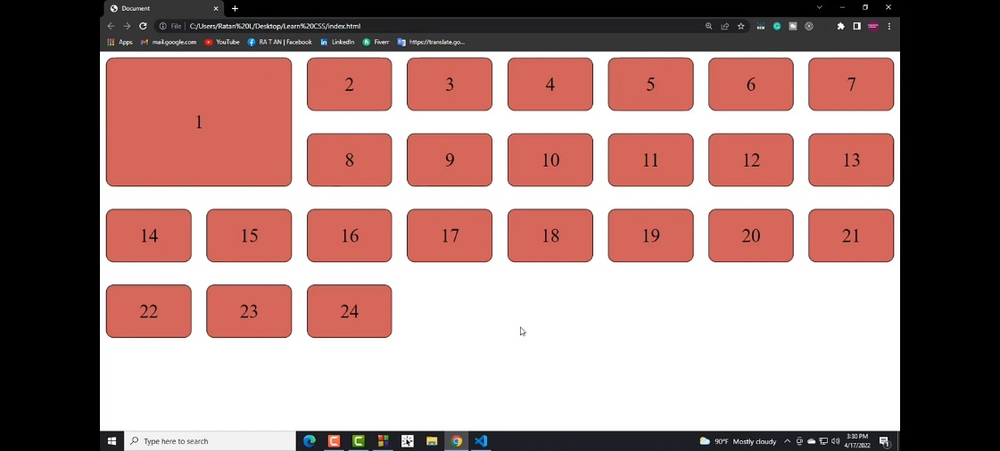 Document
File C:/Users/Ratan%20L/Desktop/Learn%20CSS/index.html
Apps mail.google.com YouTube RA T AN | Facebook LinkedIn Fiverr https://translate.go...
1
2 3 4 5 6 7
8 9 10 11 12 13
14 15 16 17 18 19 20 21
22 23 24
Type here to search
90°F Mostly cloudy
3:30 PM
4/17/2022